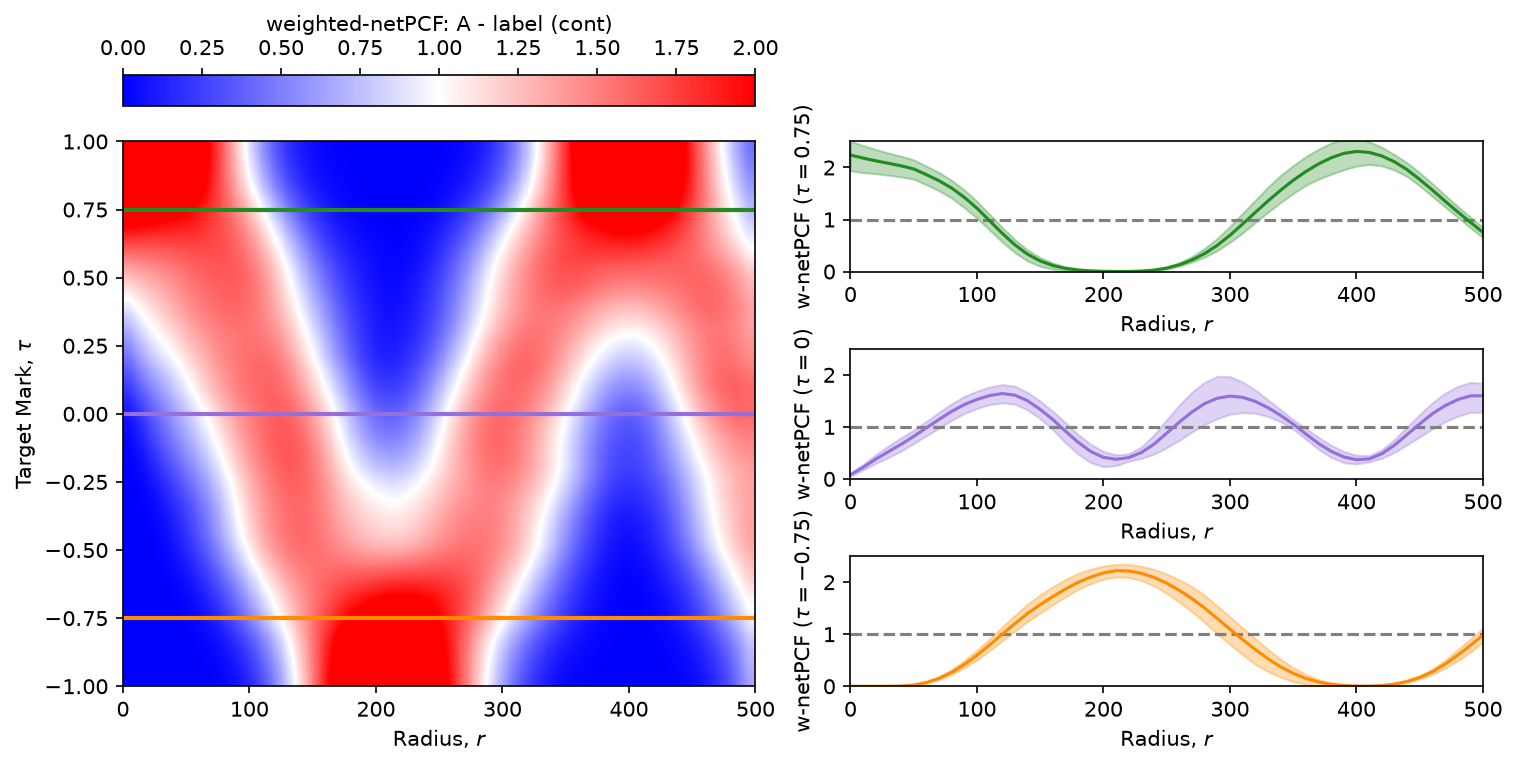 weighted-netPCF: A - label (cont)
0.00 0.25 0.50 0.75 1.00 1.25 1.50 1.75 2.00
Target Mark, τ
1.00
0.75
0.50
0.25
0.00
−0.25
−0.50
−0.75
−1.00
0 100 200 300 400 500
Radius, r
w-netPCF (τ = 0.75)
2
1
0
0 100 200 300 400 500
Radius, r
w-netPCF (τ = 0)
2
1
0
0 100 200 300 400 500
Radius, r
w-netPCF (τ = −0.75)
2
1
0
0 100 200 300 400 500
Radius, r